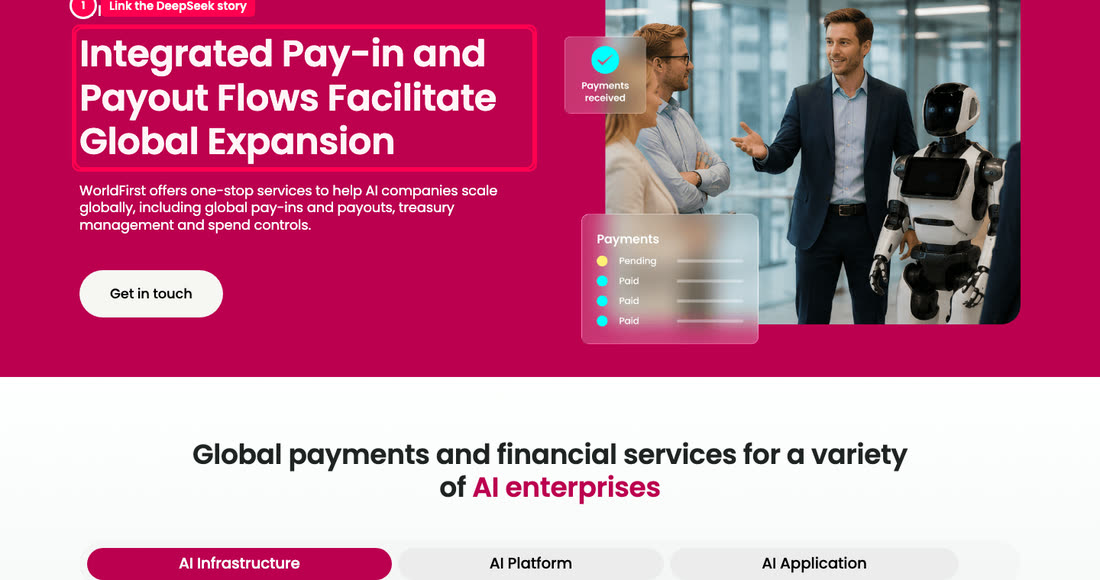 1 Link the DeepSeek story
Integrated Pay-in and
Payout Flows Facilitate
Global Expansion
WorldFirst offers one-stop services to help AI companies scale
globally, including global pay-ins and payouts, treasury
management and spend controls.
Get in touch
Payments
received
Payments
Pending
Paid
Paid
Paid
Global payments and financial services for a variety
of AI enterprises
AI Infrastructure
AI Platform
AI Application